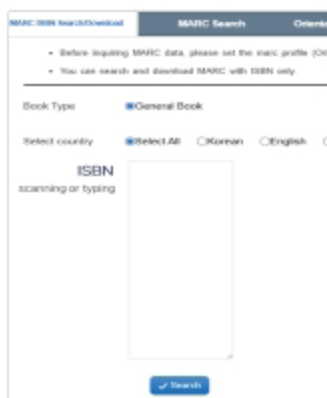 MARC ISBN Search/Download MARC Search
• Before inquiring MARC data, please set the marc profile
• You can search and download MARC with ISBN only.
Book Type General Book
Select country Select All Korean English
ISBN
scanning or typing
Search